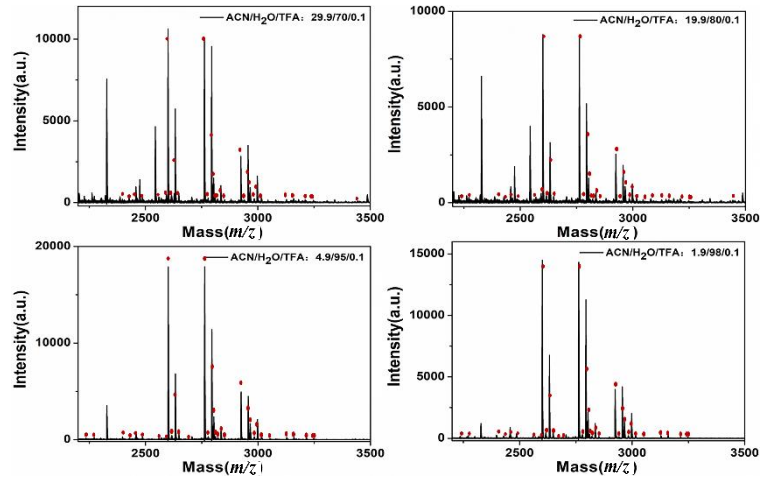 ACN/H2O/TFA: 29.9/70/0.1
Intensity(a.u.)
10000
5000
0
2500
3000
3500
Mass(m/z)
ACN/H2O/TFA: 19.9/80/0.1
Intensity(a.u.)
10000
5000
0
2500
3000
3500
Mass(m/z)
ACN/H2O/TFA: 4.9/95/0.1
Intensity(a.u.)
20000
10000
0
2500
3000
3500
Mass(m/z)
ACN/H2O/TFA: 1.9/98/0.1
Intensity(a.u.)
15000
10000
5000
0
2500
3000
3500
Mass(m/z)